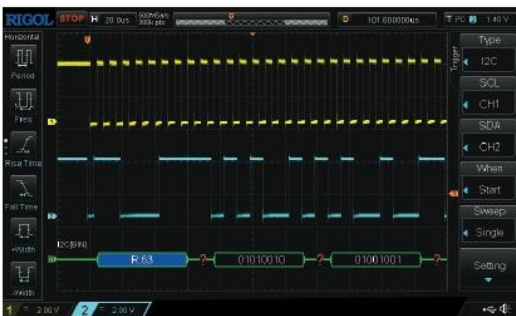 RIGOL STOP H 20.0us 500MSa/s 300k pts D 101.600000us T PC 1.40 V
Horizontal
Period
Freq
Rise Time
Fall Time
+Width
-Width
Trigger
Type
I2C
SCL
CH1
SDA
CH2
When
Start
Sweep
Single
Setting
I2C[BIN]
R 63 ? 01010010 ? 01001001 ?
1 = 2.00 V 2 = 2.00 V